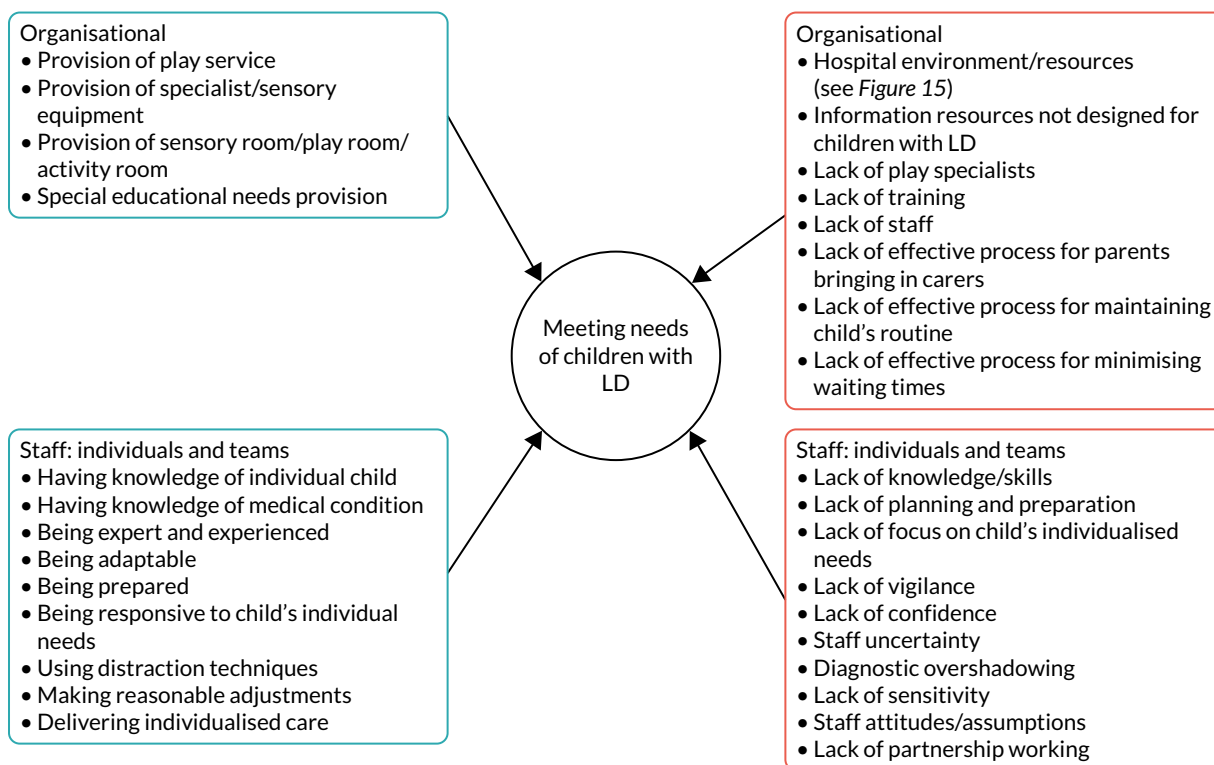 Organisational
• Provision of play service
• Provision of specialist/sensory
equipment
• Provision of sensory room/play room/
activity room
• Special educational needs provision
Organisational
• Hospital environment/resources
(see Figure 15)
• Information resources not designed for
children with LD
• Lack of play specialists
• Lack of training
• Lack of staff
• Lack of effective process for parents
bringing in carers
• Lack of effective process for maintaining
child’s routine
• Lack of effective process for minimising
waiting times
Meeting needs
of children with
LD
Staff: individuals and teams
• Having knowledge of individual child
• Having knowledge of medical condition
• Being expert and experienced
• Being adaptable
• Being prepared
• Being responsive to child’s individual
needs
• Using distraction techniques
• Making reasonable adjustments
• Delivering individualised care
Staff: individuals and teams
• Lack of knowledge/skills
• Lack of planning and preparation
• Lack of focus on child’s individualised
needs
• Lack of vigilance
• Lack of confidence
• Staff uncertainty
• Diagnostic overshadowing
• Lack of sensitivity
• Staff attitudes/assumptions
• Lack of partnership working